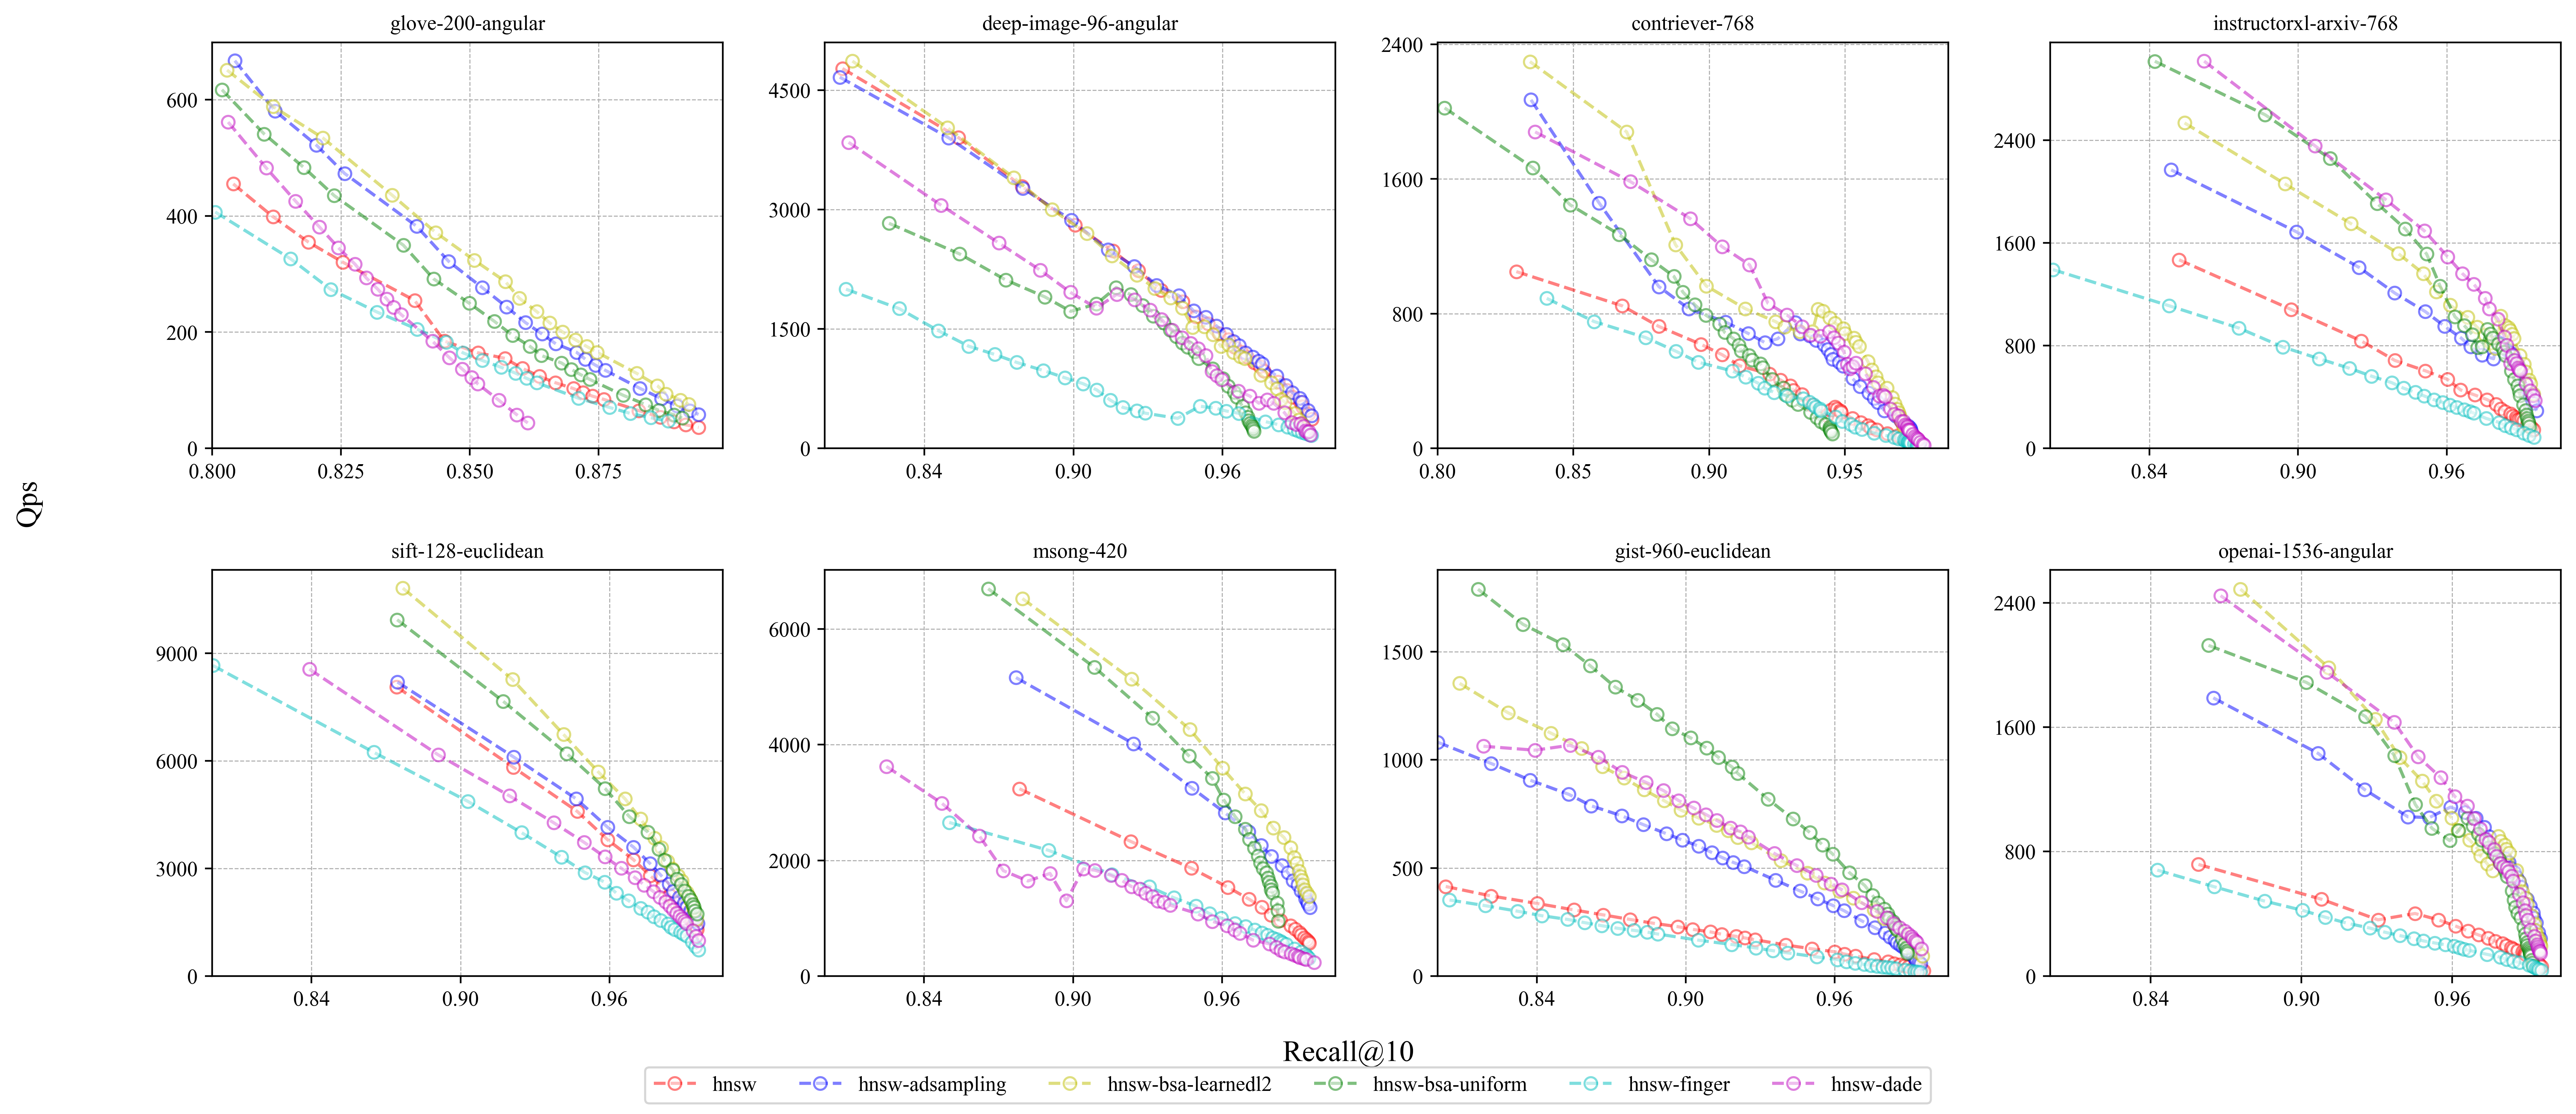 glove-200-angular
deep-image-96-angular
contriever-768
instructorxl-arxiv-768
600
400
200
0
0.800 0.825 0.850 0.875
4500
3000
1500
0
0.84 0.90 0.96
2400
1600
800
0
0.80 0.85 0.90 0.95
2400
1600
800
0
0.84 0.90 0.96
Qps
sift-128-euclidean
msong-420
gist-960-euclidean
openai-1536-angular
9000
6000
3000
0
0.84 0.90 0.96
6000
4000
2000
0
0.84 0.90 0.96
1500
1000
500
0
0.84 0.90 0.96
2400
1600
800
0
0.84 0.90 0.96
Recall@10
hnsw hnsw-adsampling hnsw-bsa-learnedl2 hnsw-bsa-uniform hnsw-finger hnsw-dade